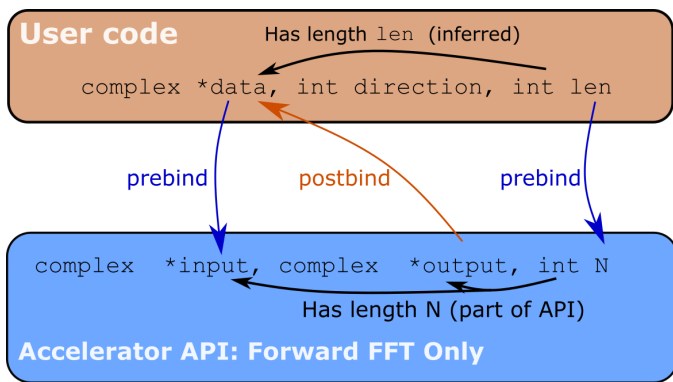 User code
Has length len (inferred)
complex *data, int direction, int len
prebind
postbind
prebind
complex *input, complex *output, int N
Has length N (part of API)
Accelerator API: Forward FFT Only